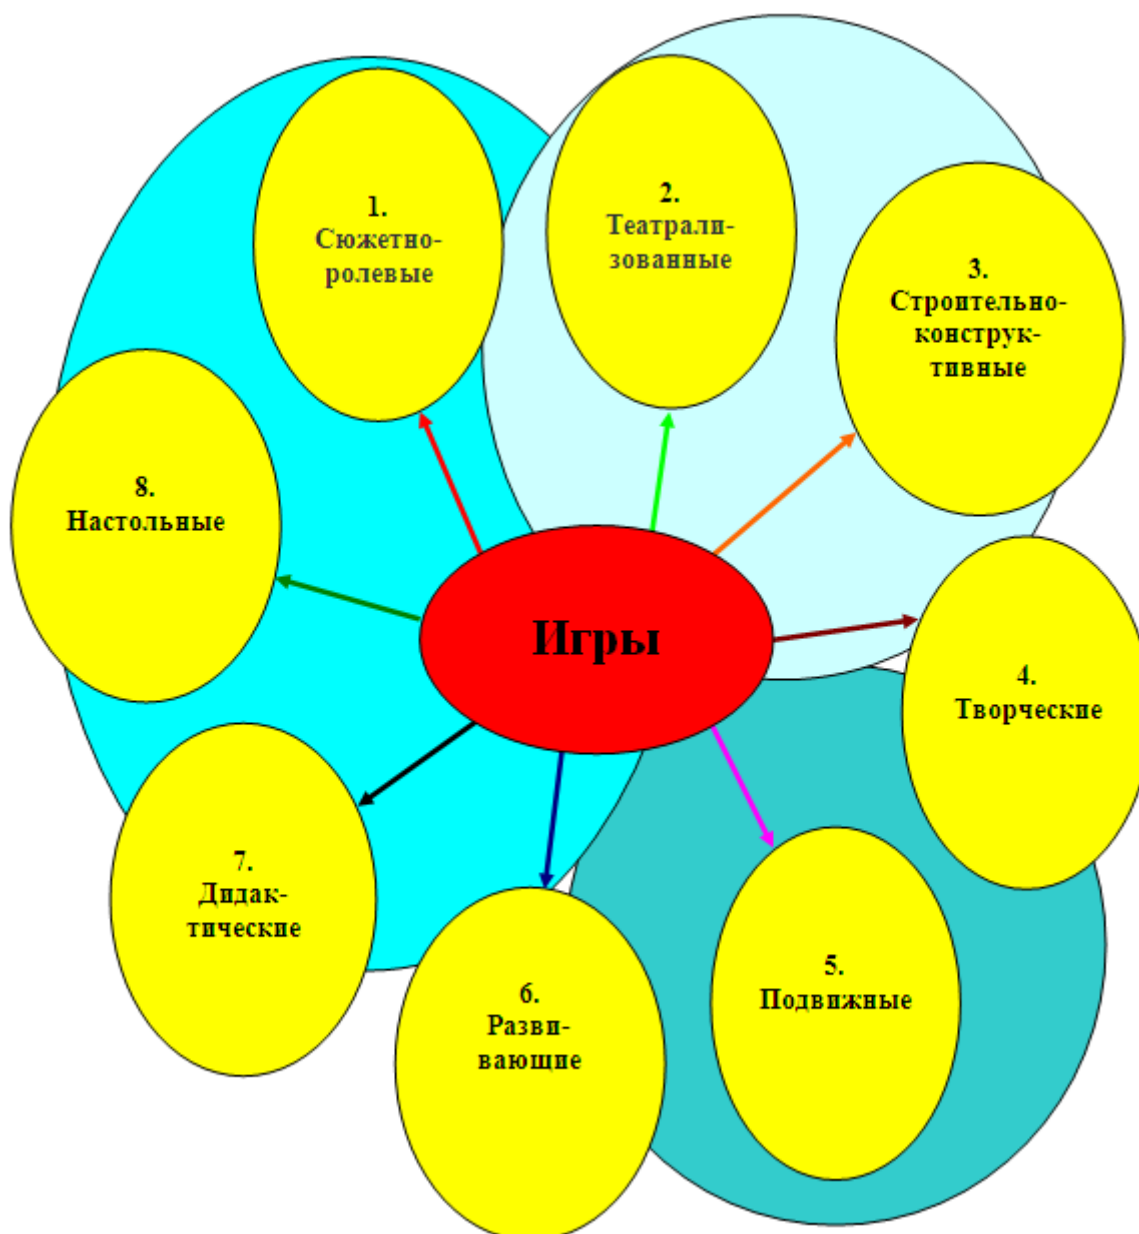 1.
Сюжетно-
ролевые
2.
Театрали-
зованные
3.
Строительно-
конструк-
тивные
4.
Творческие
5.
Подвижные
6.
Разви-
вающие
7.
Дидак-
тические
8.
Настольные
Игры